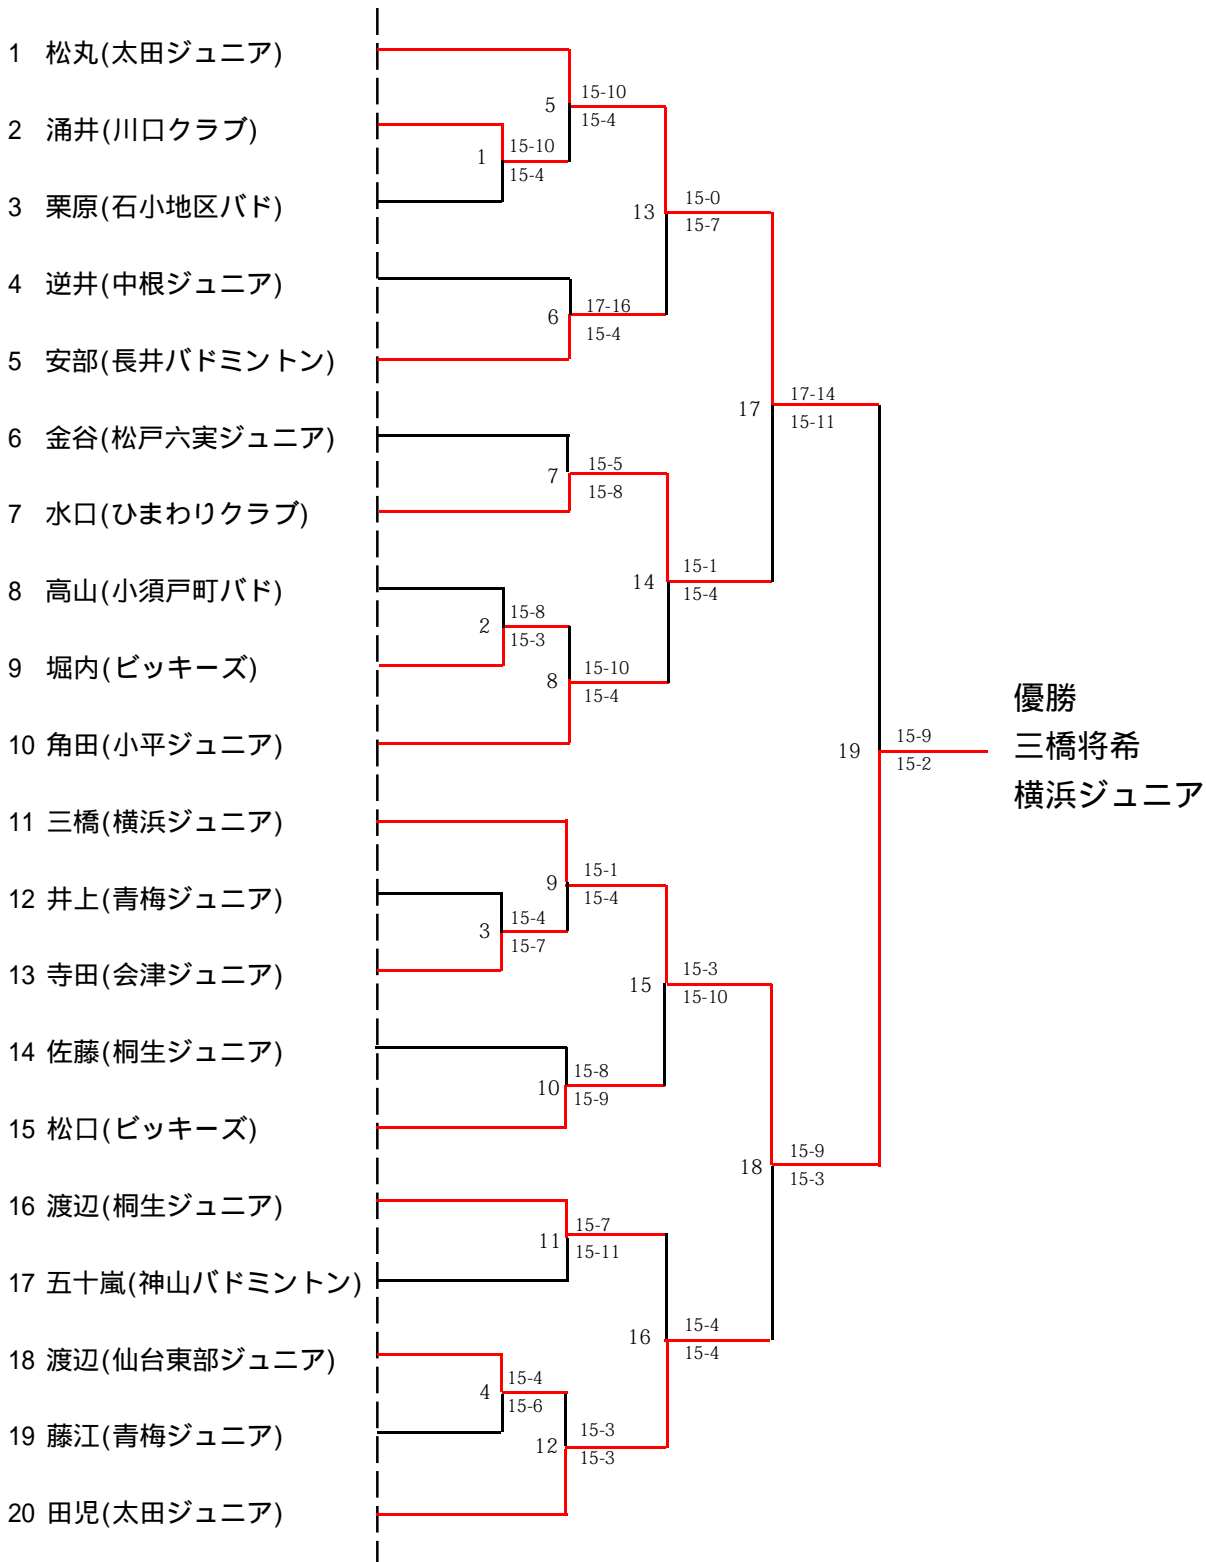 1 松丸(太田ジュニア)
15-10
5
15-4
2 涌井(川口クラブ)
15-10
1
15-4
3 栗原(石小地区バド)
15-0
13
15-7
4 逆井(中根ジュニア)
17-16
6
15-4
5 安部(長井バドミントン)
17-14
17
15-11
6 金谷(松戸六実ジュニア)
15-5
7
15-8
7 水口(ひまわりクラブ)
15-1
14
15-4
8 高山(小須戸町バド)
15-8
2
15-3
9 堀内(ビッキーズ)
15-10
8
15-4
10 角田(小平ジュニア)
優勝
三橋将希
横浜ジュニア
15-9
19
15-2
11 三橋(横浜ジュニア)
15-1
9
15-4
12 井上(青梅ジュニア)
15-4
3
15-7
13 寺田(会津ジュニア)
15-3
15
15-10
14 佐藤(桐生ジュニア)
15-8
10
15-9
15 松口(ビッキーズ)
15-9
18
15-3
16 渡辺(桐生ジュニア)
15-7
11
15-11
17 五十嵐(神山バドミントン)
15-4
16
15-4
18 渡辺(仙台東部ジュニア)
15-4
4
15-6
19 藤江(青梅ジュニア)
15-3
12
15-3
20 田児(太田ジュニア)